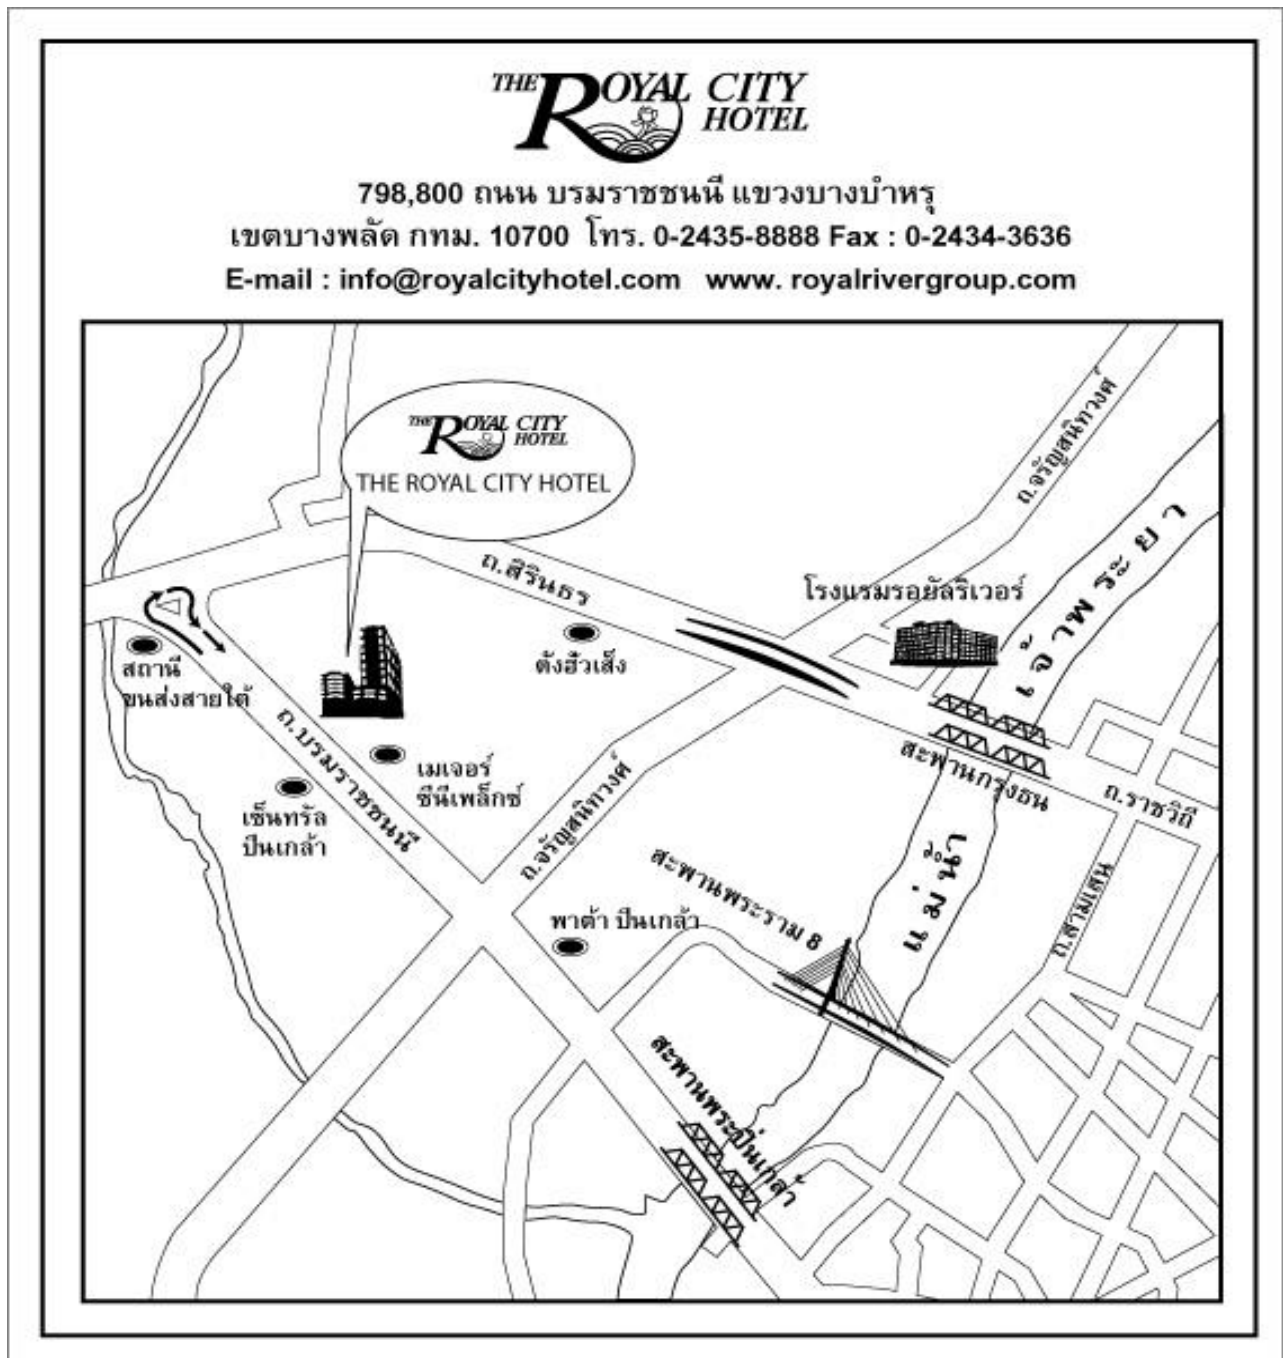 THE ROYAL CITY
HOTEL
798,800 ถนน บรมราชชนนี แขวงบางบำหรุ
เขตบางพลัด กทม. 10700 โทร. 0-2435-8888 Fax : 0-2434-3636
E-mail : info@royalcityhotel.com www. royalrivergroup.com
THE ROYAL CITY
HOTEL
THE ROYAL CITY HOTEL
ถ.จรัญสนิทวงศ์
ถ.สิรินธร
โรงแรมรอยัลริเวอร์
เจ้าพระยา
ตังฮั่วเส็ง
สถานี
ขนส่งสายใต้
ถ.บรมราชชนนี
เมเจอร์
ซีนีเพล็กซ์
เซ็นทรัล
ปิ่นเกล้า
ถ.จรัญสนิทวงศ์
สะพานกรุงธน
ถ.ราชวิถี
แม่น้ำ
สะพานพระราม 8
ถ.สามเสน
พาต้า ปิ่นเกล้า
สะพานพระปิ่นเกล้า